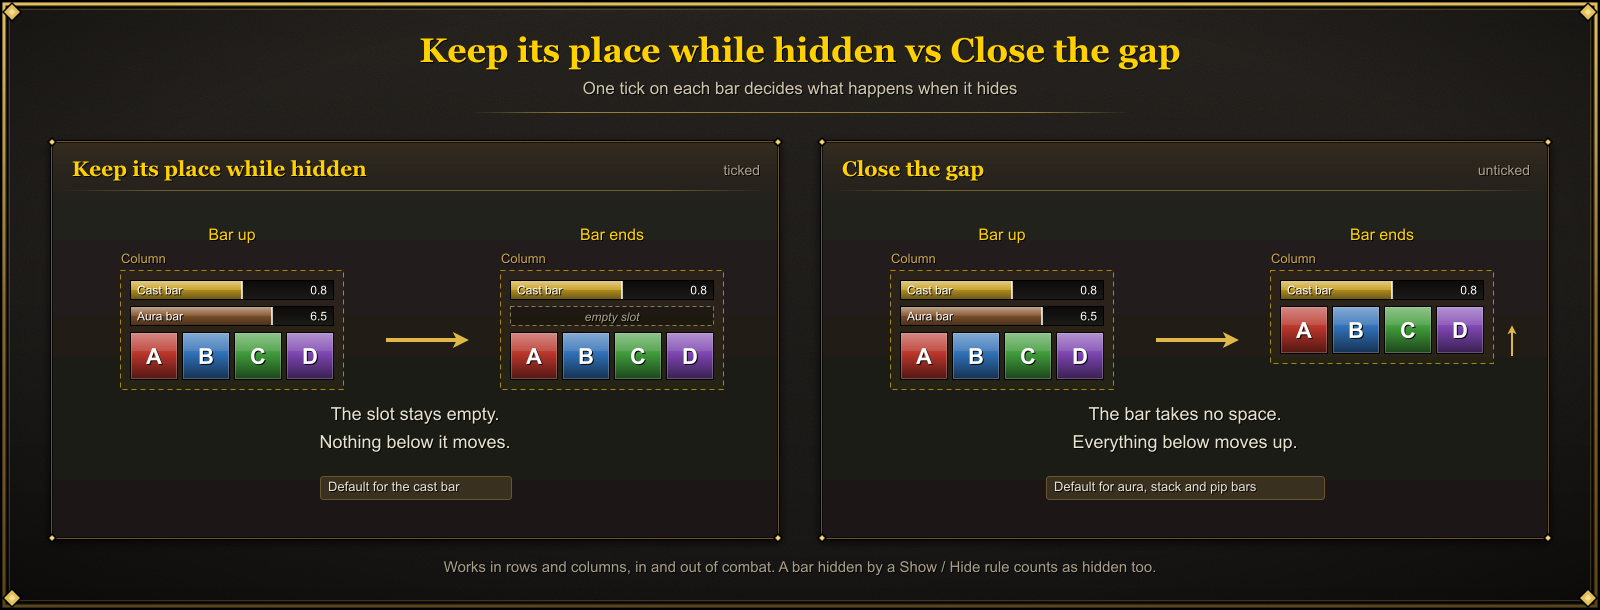 Keep its place while hidden vs Close the gap
One tick on each bar decides what happens when it hides
Keep its place while hidden
ticked
Bar up
Bar ends
Column
Cast bar 0.8
Aura bar 6.5
A B C D
Column
Cast bar 0.8
empty slot
A B C D
The slot stays empty.
Nothing below it moves.
Default for the cast bar
Close the gap
unticked
Bar up
Bar ends
Column
Cast bar 0.8
Aura bar 6.5
A B C D
Column
Cast bar 0.8
A B C D
The bar takes no space.
Everything below moves up.
Default for aura, stack and pip bars
Works in rows and columns, in and out of combat. A bar hidden by a Show / Hide rule counts as hidden too.